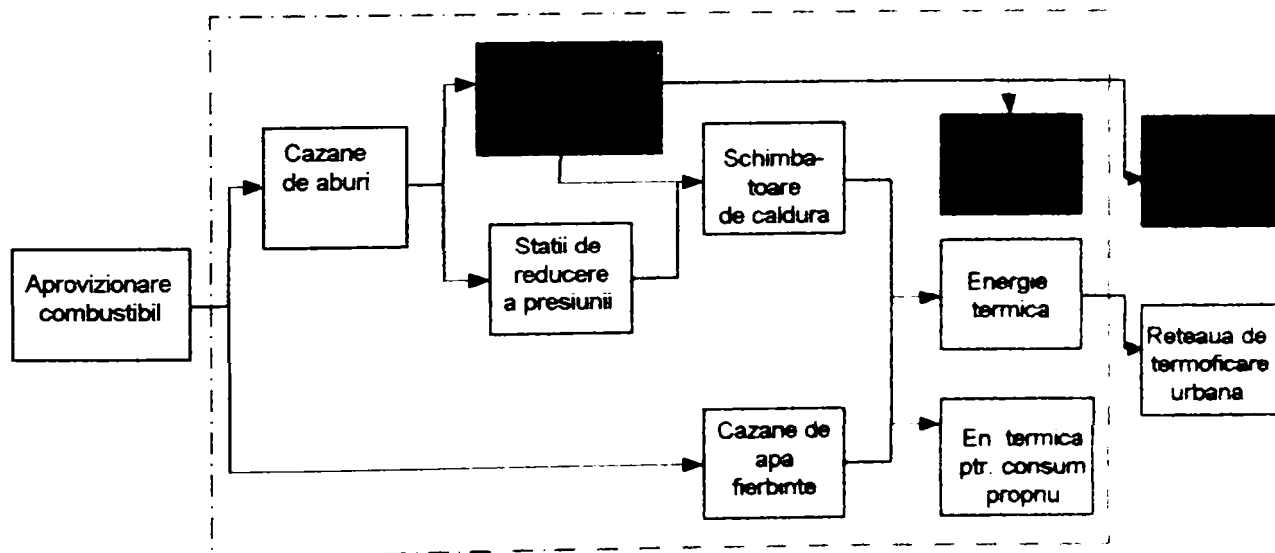 Cazane
de aburi
Schimba-
toare
de caldura
Statii de
reducere
a presiunii
Aprovizionare
combustibil
Energie
termica
Reteaua de
termoficare
urbana
Cazane de
apa
fierbinte
En termica
ptr. consum
propriu